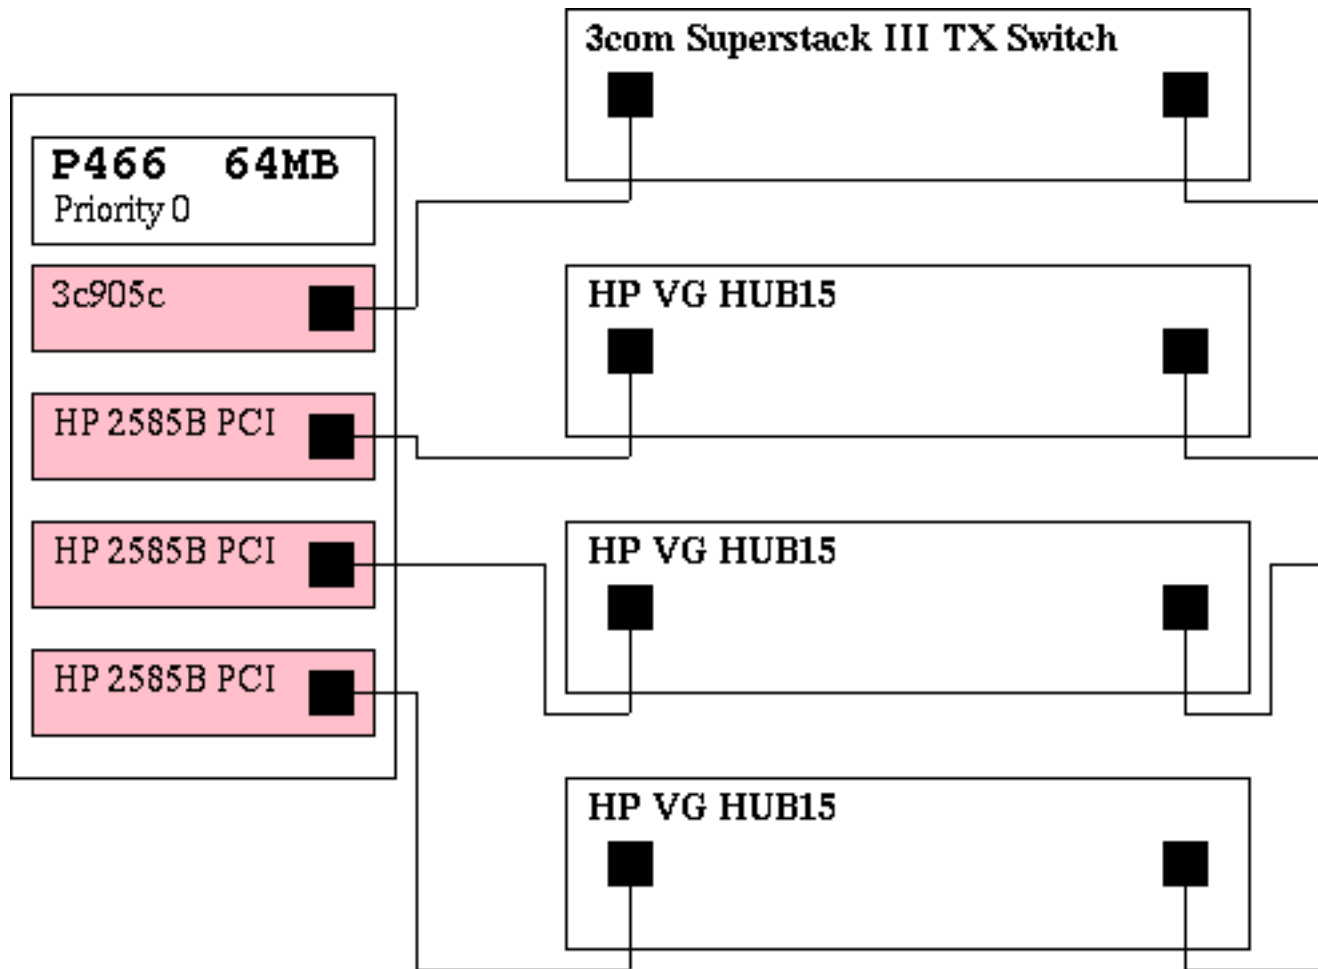 3com Superstack III TX Switch
P466 64MB
Priority 0
3c905c
HP VG HUB15
HP 2585B PCI
HP 2585B PCI
HP VG HUB15
HP 2585B PCI
HP VG HUB15